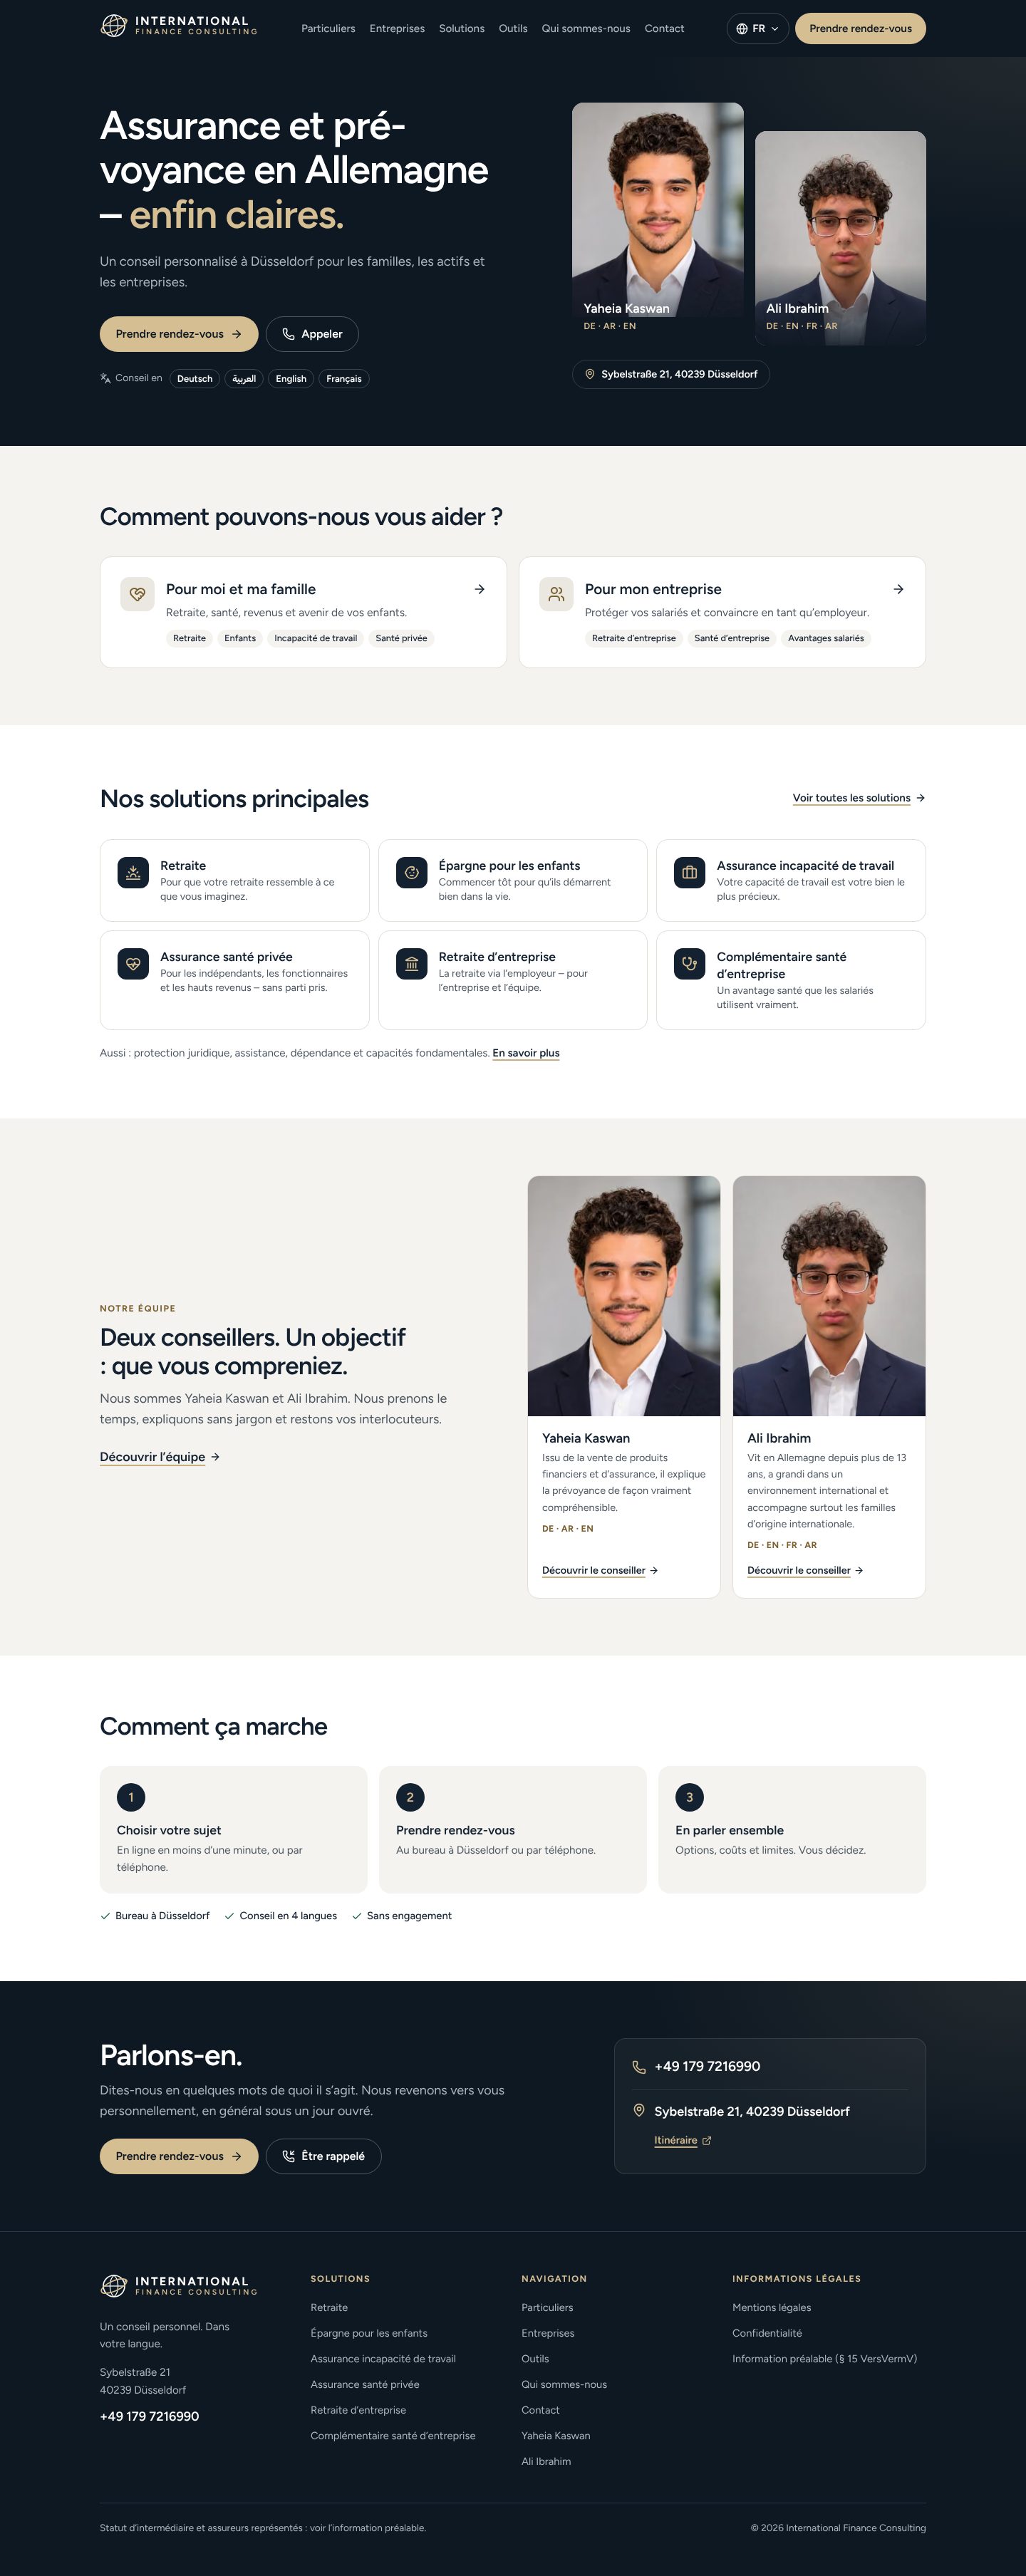 INTERNATIONAL
FINANCE CONSULTING
Particuliers
Entreprises
Solutions
Outils
Qui sommes-nous
Contact
FR
Prendre rendez-vous
Assurance et pré-
voyance en Allemagne
– enfin claires.
Un conseil personnalisé à Düsseldorf pour les familles, les actifs et
les entreprises.
Prendre rendez-vous
Appeler
Conseil en
Deutsch
العربية
English
Français
Yaheia Kaswan
DE · AR · EN
Ali Ibrahim
DE · EN · FR · AR
Sybelstraße 21, 40239 Düsseldorf
Comment pouvons-nous vous aider ?
Pour moi et ma famille
Retraite, santé, revenus et avenir de vos enfants.
Retraite
Enfants
Incapacité de travail
Santé privée
Pour mon entreprise
Protéger vos salariés et convaincre en tant qu’employeur.
Retraite d’entreprise
Santé d’entreprise
Avantages salariés
Nos solutions principales
Voir toutes les solutions
Retraite
Pour que votre retraite ressemble à ce
que vous imaginez.
Épargne pour les enfants
Commencer tôt pour qu’ils démarrent
bien dans la vie.
Assurance incapacité de travail
Votre capacité de travail est votre bien le
plus précieux.
Assurance santé privée
Pour les indépendants, les fonctionnaires
et les hauts revenus – sans parti pris.
Retraite d’entreprise
La retraite via l’employeur – pour
l’entreprise et l’équipe.
Complémentaire santé
d’entreprise
Un avantage santé que les salariés
utilisent vraiment.
Aussi : protection juridique, assistance, dépendance et capacités fondamentales. En savoir plus
NOTRE ÉQUIPE
Deux conseillers. Un objectif
: que vous compreniez.
Nous sommes Yaheia Kaswan et Ali Ibrahim. Nous prenons le
temps, expliquons sans jargon et restons vos interlocuteurs.
Découvrir l’équipe
Yaheia Kaswan
Issu de la vente de produits
financiers et d’assurance, il explique
la prévoyance de façon vraiment
compréhensible.
DE · AR · EN
Découvrir le conseiller
Ali Ibrahim
Vit en Allemagne depuis plus de 13
ans, a grandi dans un
environnement international et
accompagne surtout les familles
d’origine internationale.
DE · EN · FR · AR
Découvrir le conseiller
Comment ça marche
1
Choisir votre sujet
En ligne en moins d’une minute, ou par
téléphone.
2
Prendre rendez-vous
Au bureau à Düsseldorf ou par téléphone.
3
En parler ensemble
Options, coûts et limites. Vous décidez.
Bureau à Düsseldorf
Conseil en 4 langues
Sans engagement
Parlons-en.
Dites-nous en quelques mots de quoi il s’agit. Nous revenons vers vous
personnellement, en général sous un jour ouvré.
Prendre rendez-vous
Être rappelé
+49 179 7216990
Sybelstraße 21, 40239 Düsseldorf
Itinéraire
INTERNATIONAL
FINANCE CONSULTING
Un conseil personnel. Dans
votre langue.
Sybelstraße 21
40239 Düsseldorf
+49 179 7216990
SOLUTIONS
Retraite
Épargne pour les enfants
Assurance incapacité de travail
Assurance santé privée
Retraite d’entreprise
Complémentaire santé d’entreprise
NAVIGATION
Particuliers
Entreprises
Outils
Qui sommes-nous
Contact
Yaheia Kaswan
Ali Ibrahim
INFORMATIONS LÉGALES
Mentions légales
Confidentialité
Information préalable (§ 15 VersVermV)
Statut d’intermédiaire et assureurs représentés : voir l’information préalable.
© 2026 International Finance Consulting